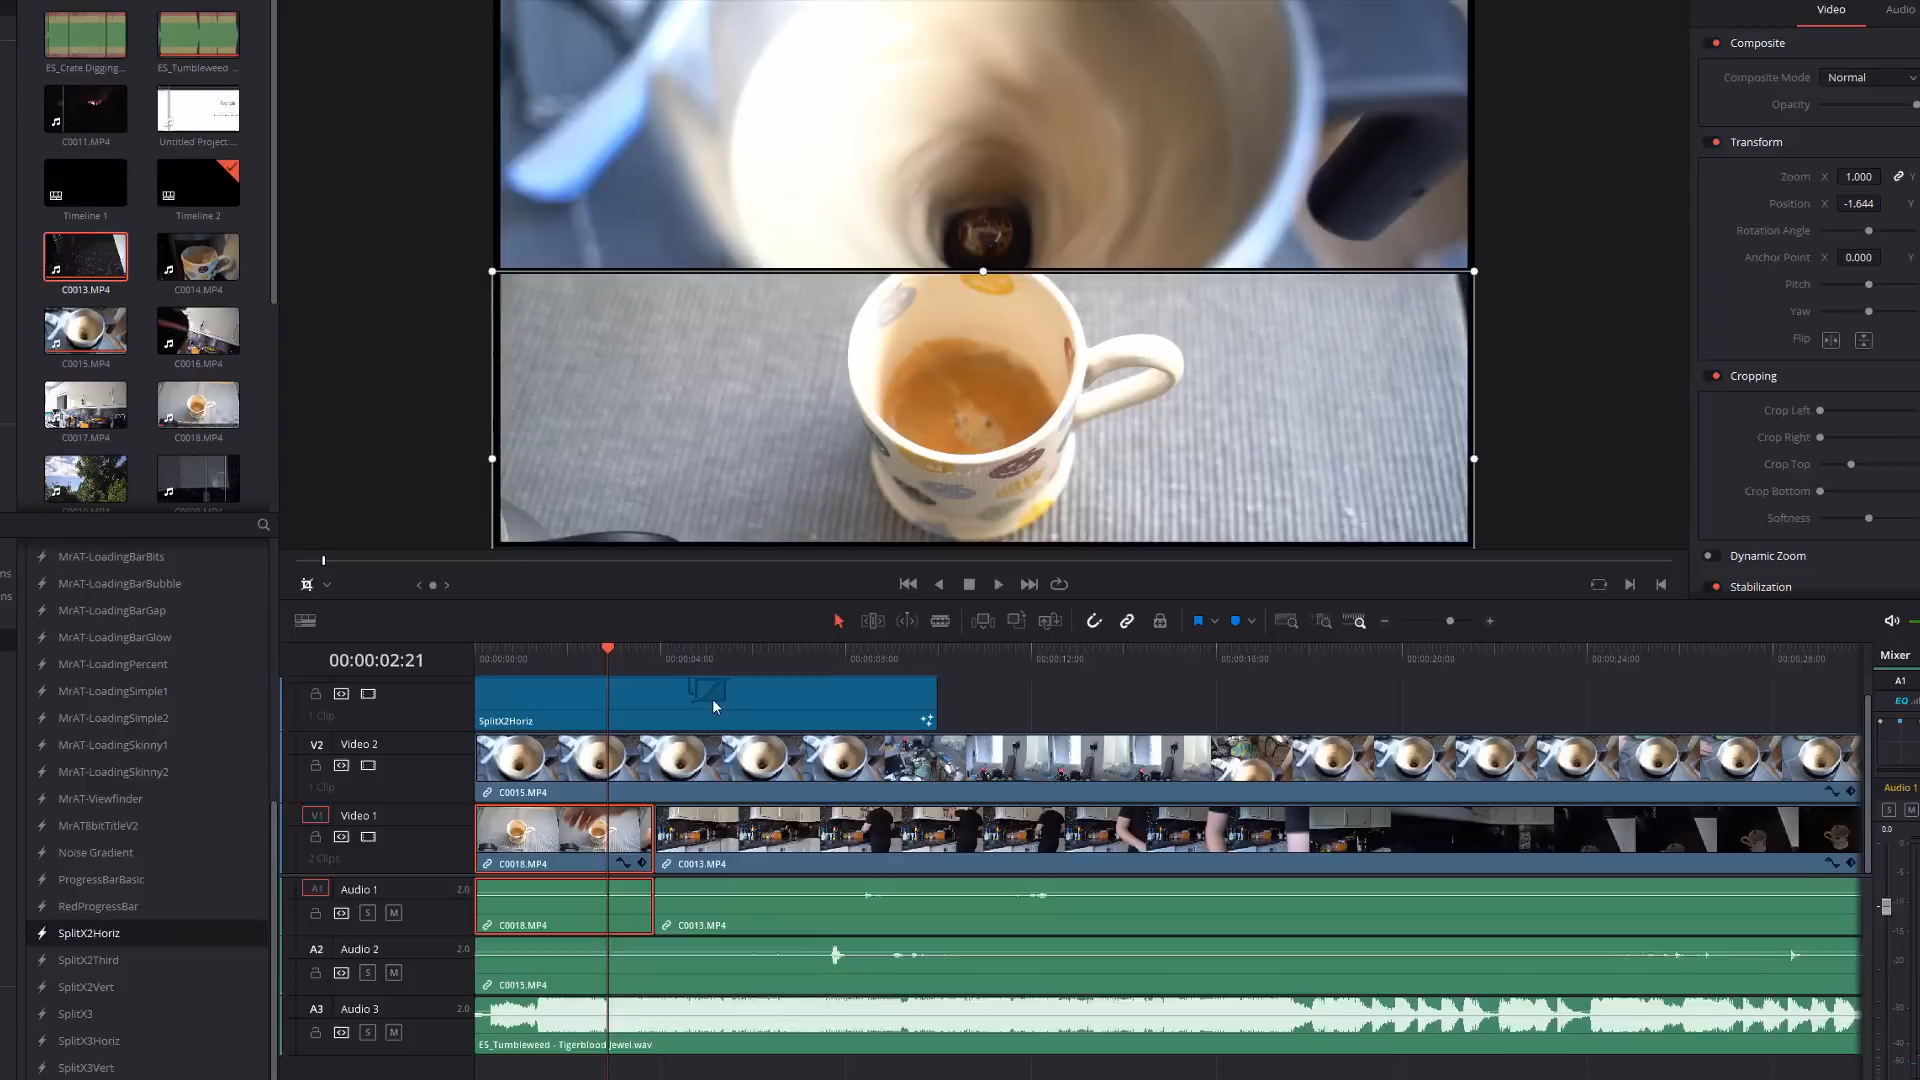 Video
Audio
ES_Crate Digging...
ES_Tumbleweed ...
Composite
Composite Mode
Normal
Opacity
C0011.MP4
Untitled Project...
Transform
Zoom X 1.000 Y
Position X -1.644 Y
Timeline 1
Timeline 2
Rotation Angle
Anchor Point X 0.000 Y
C0013.MP4
C0014.MP4
Pitch
Yaw
Flip
C0015.MP4
C0016.MP4
Cropping
Crop Left
C0017.MP4
C0018.MP4
Crop Right
Crop Top
Crop Bottom
Softness
MrAT-LoadingBarBits
Dynamic Zoom
ns
MrAT-LoadingBarBubble
Stabilization
ns
MrAT-LoadingBarGap
MrAT-LoadingBarGlow
MrAT-LoadingPercent
00:00:02:21
00:00:00:00
00:00:04:00
00:00:08:00
00:00:12:00
00:00:16:00
00:00:20:00
00:00:24:00
00:00:28:00
Mixer
A1
MrAT-LoadingSimple1
EQ
MrAT-LoadingSimple2
1 Clip
SplitX2Horiz
MrAT-LoadingSkinny1
V2 Video 2
MrAT-LoadingSkinny2
1 Clip
C0015.MP4
Audio 1
MrAT-Viewfinder
S M
MrAT8bitTitleV2
V1 Video 1
0.0
Noise Gradient
2 Clips
C0018.MP4
C0013.MP4
ProgressBarBasic
A1 Audio 1 2.0
RedProgressBar
S M
SplitX2Horiz
C0018.MP4
C0013.MP4
SplitX2Third
A2 Audio 2 2.0
S M
SplitX2Vert
C0015.MP4
SplitX3
A3 Audio 3 2.0
SplitX3Horiz
S M
ES_Tumbleweed - Tigerblood Jewel.wav
SplitX3Vert